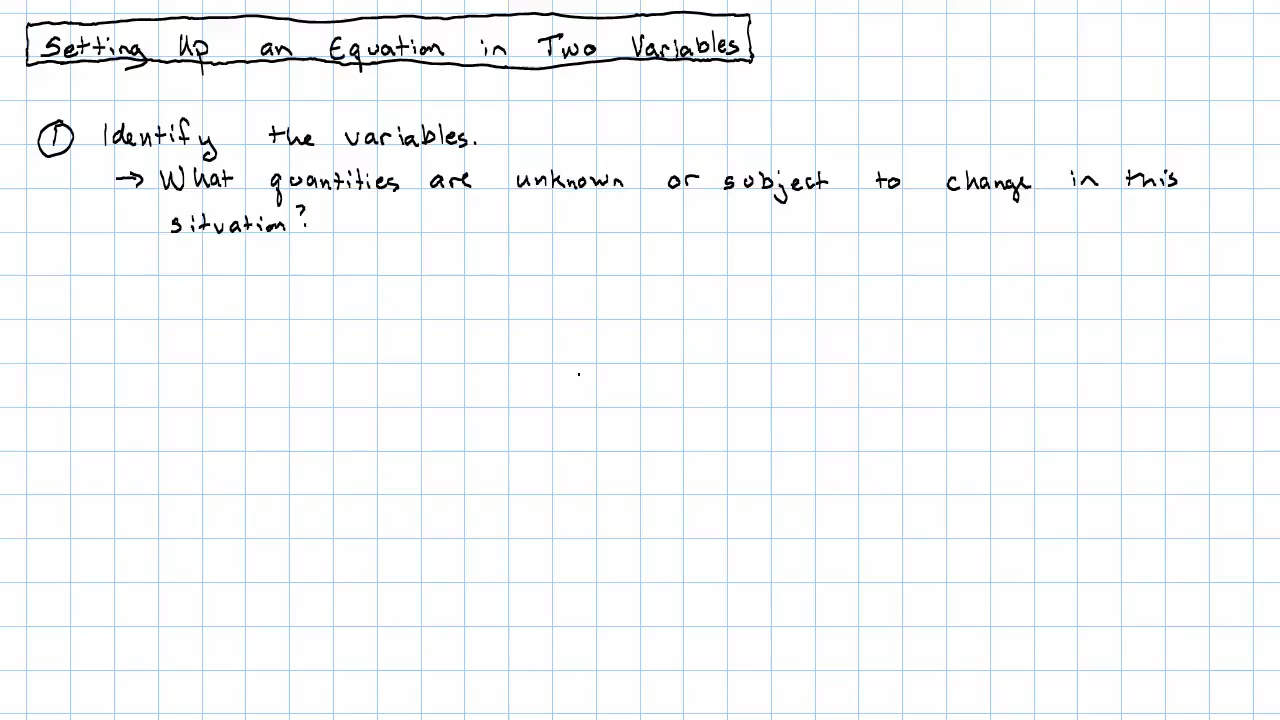 Setting Up an Equation in Two Variables
① Identify the variables.
→ What quantities are unknown or subject to change in this
situation?